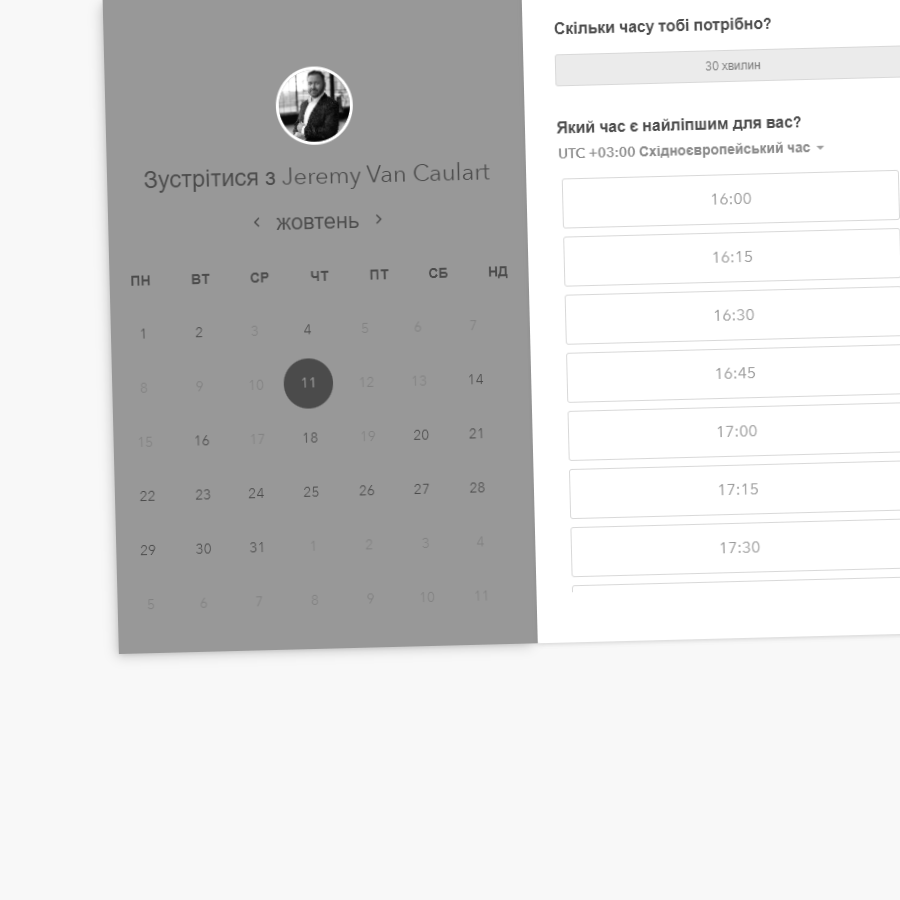 Зустрітися з Jeremy Van Caulart
жовтень
ПН ВТ СР ЧТ ПТ СБ НД
1 2 3 4 5 6 7
8 9 10 11 12 13 14
15 16 17 18 19 20 21
22 23 24 25 26 27 28
29 30 31 1 2 3 4
5 6 7 8 9 10 11
Скільки часу тобі потрібно?
30 хвилин
Який час є найліпшим для вас?
UTC +03:00 Східноєвропейський час
16:00
16:15
16:30
16:45
17:00
17:15
17:30